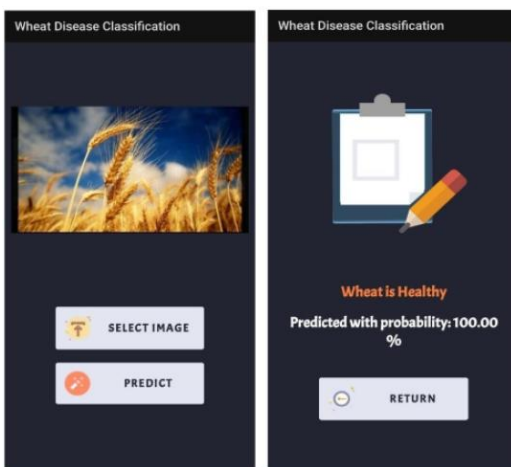 Wheat Disease Classification
SELECT IMAGE
PREDICT
Wheat Disease Classification
Wheat is Healthy
Predicted with probability: 100.00
%
RETURN